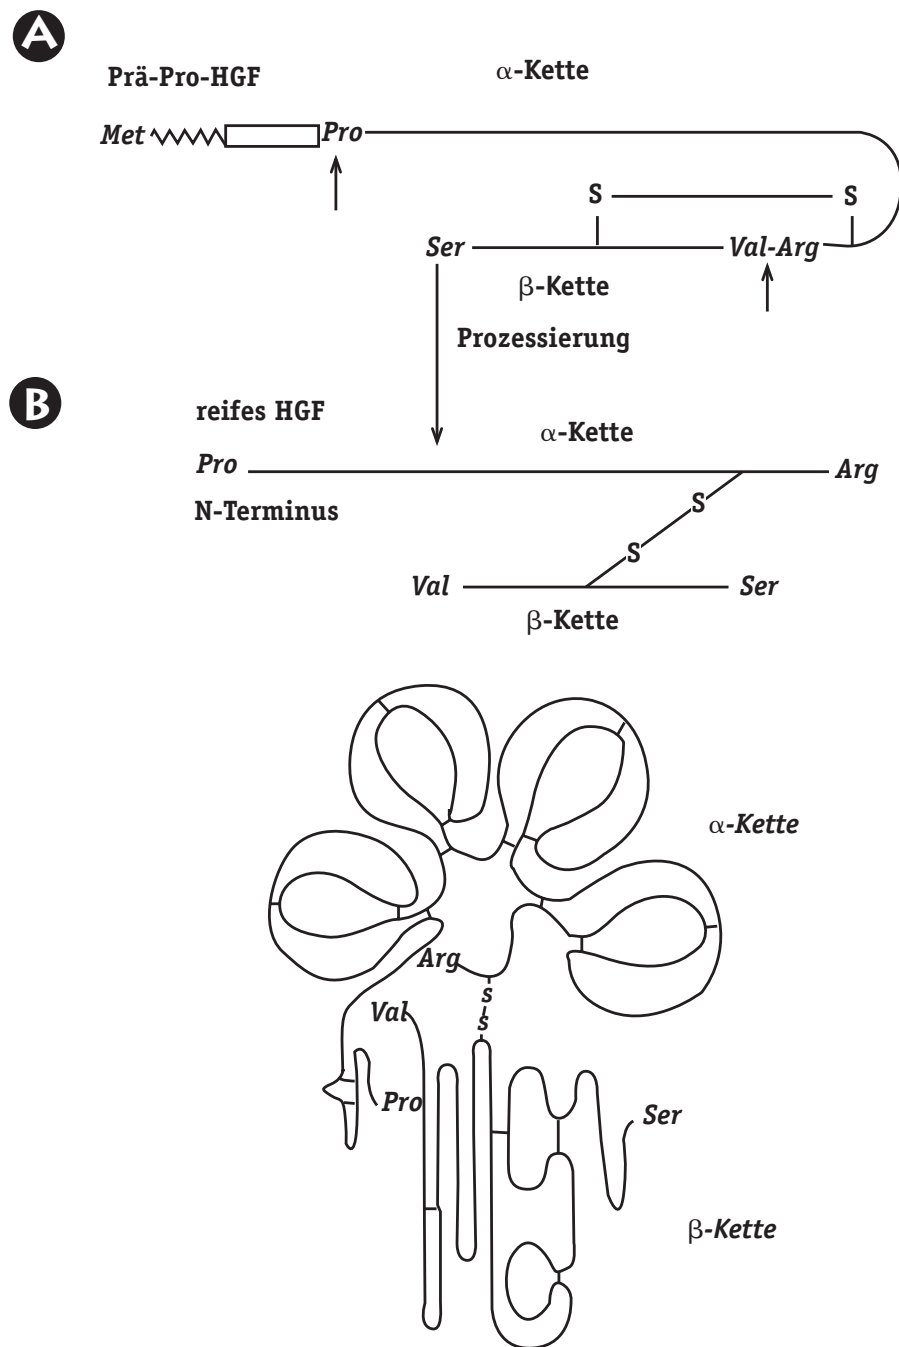 A
Prä-Pro-HGF α-Kette
Met Pro
S S
Ser Val-Arg
β-Kette
Prozessierung
B
reifes HGF
α-Kette
Pro Arg
N-Terminus
S
S
Val Ser
β-Kette
α-Kette
Arg
s
s
Val
Pro
Ser
β-Kette